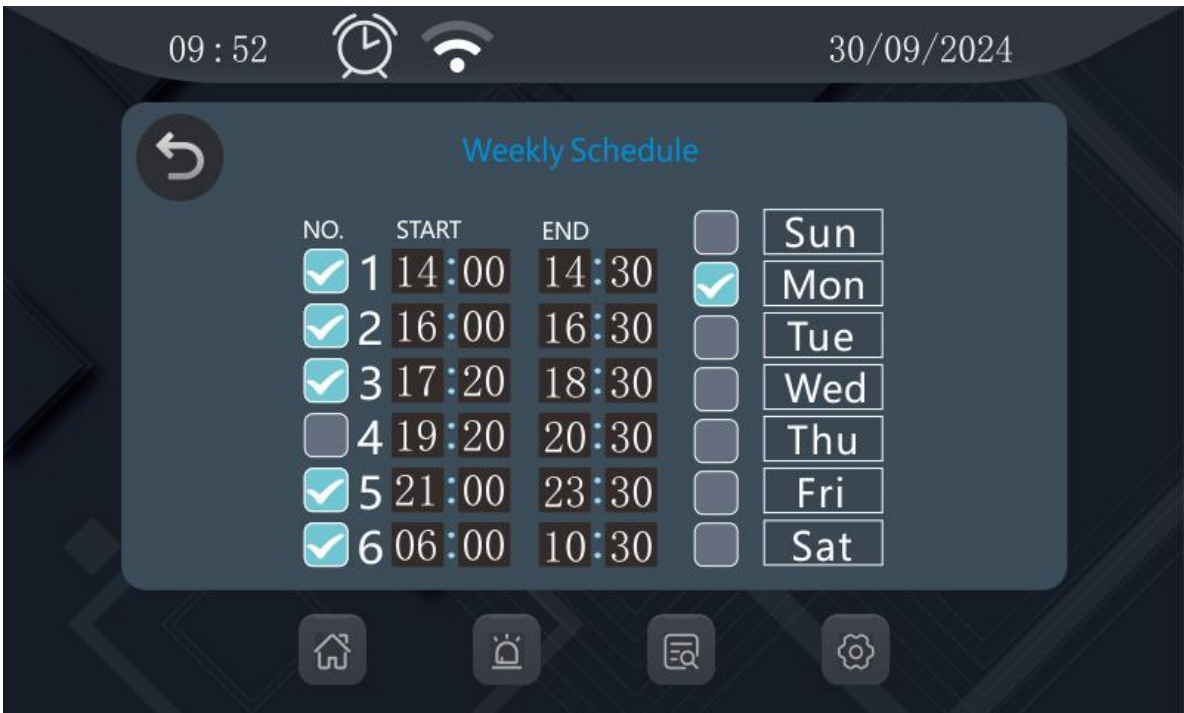 09:52 30/09/2024
Weekly Schedule
NO. START END Sun
1 14:00 14:30 Mon
2 16:00 16:30 Tue
3 17:20 18:30 Wed
4 19:20 20:30 Thu
5 21:00 23:30 Fri
6 06:00 10:30 Sat